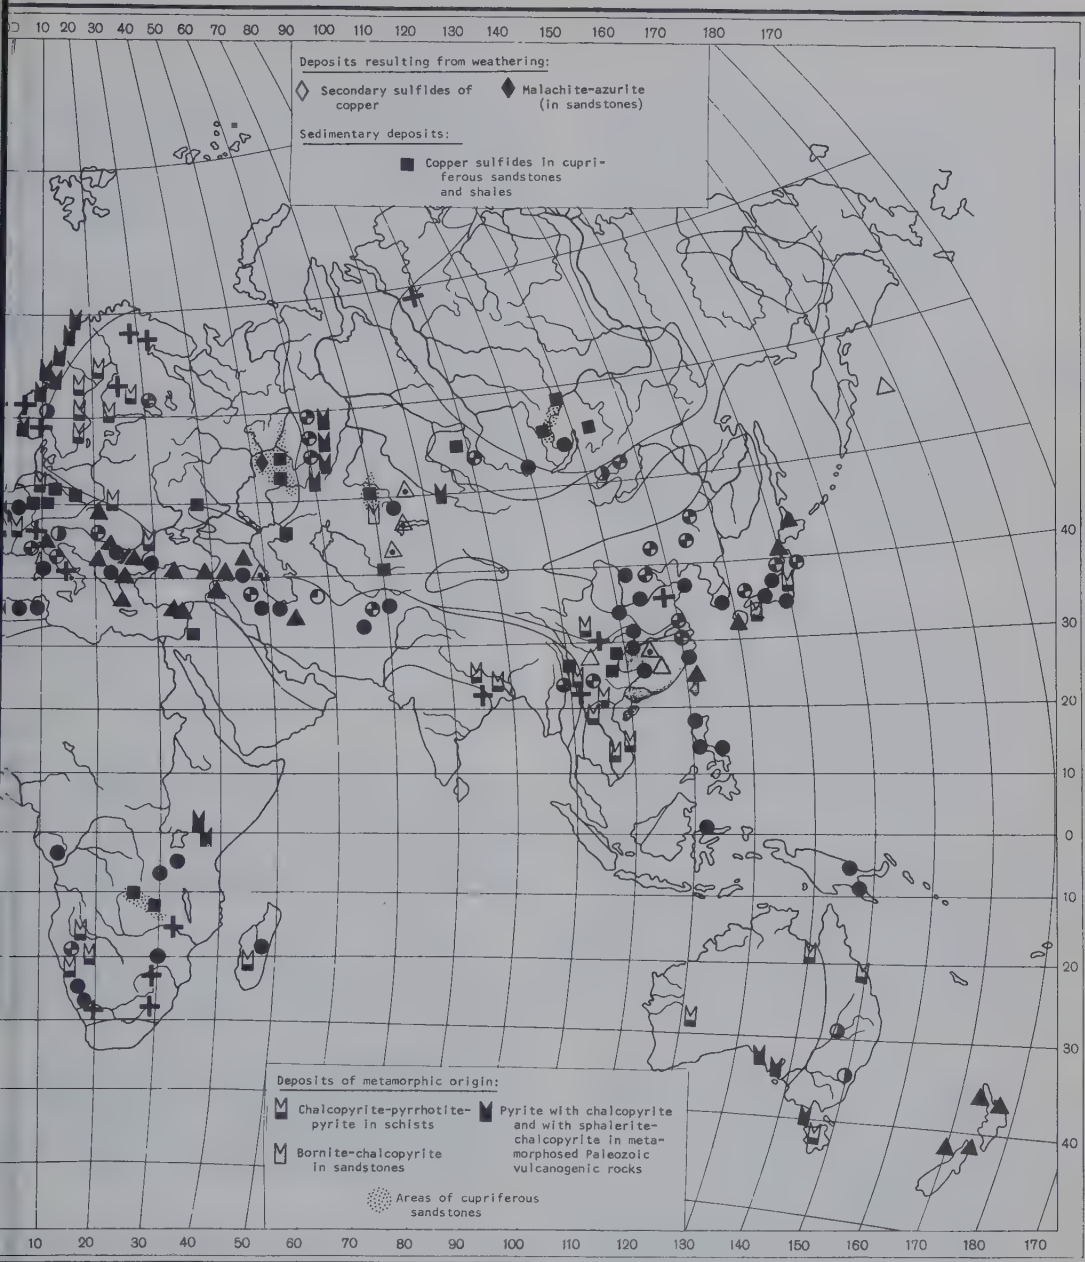 10 20 30 40 50 60 70 80 90 100 110 120 130 140 150 160 170 180 170
Deposits resulting from weathering:
Secondary sulfides of
copper
Malachite-azurite
(in sandstones)
Sedimentary deposits:
Copper sulfides in cupri-
ferous sandstones
and shales
40
30
20
10
0
10
20
30
40
Deposits of metamorphic origin:
Chalcopyrite-pyrrhotite-
pyrite in schists
Bornite-chalcopyrite
in sandstones
Pyrite with chalcopyrite
and with sphalerite-
chalcopyrite in meta-
morphosed Paleozoic
vulcanogenic rocks
Areas of cupriferous
sandstones
10 20 30 40 50 60 70 80 90 100 110 120 130 140 150 160 170 180 170